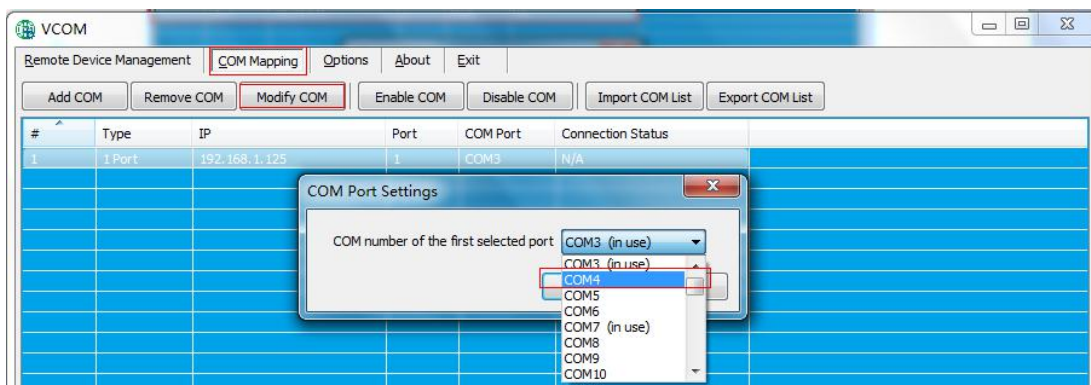 VCOM
Remote Device Management COM Mapping Options About Exit
Add COM Remove COM Modify COM Enable COM Disable COM Import COM List Export COM List
# Type IP Port COM Port Connection Status
1 1 Port 192.168.1.125 1 COM3 N/A
COM Port Settings
COM number of the first selected port COM3 (in use)
COM3 (in use)
COM4
COM5
COM6
COM7 (in use)
COM8
COM9
COM10